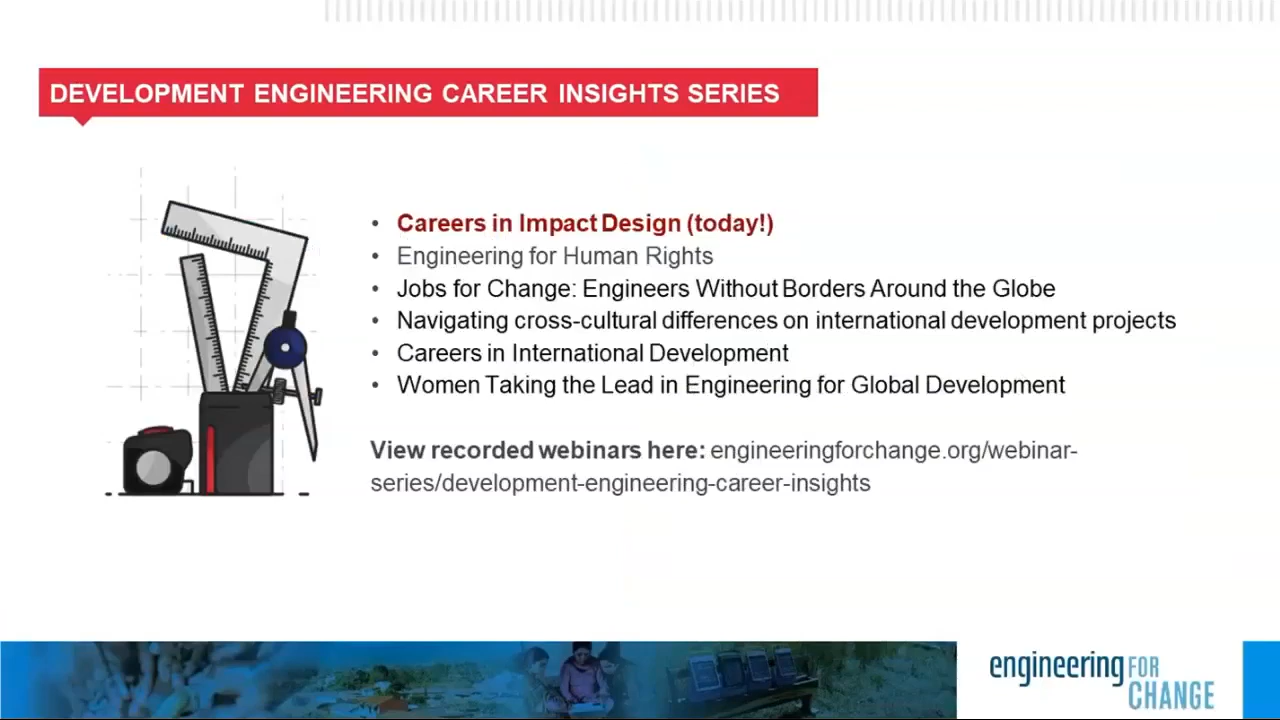 DEVELOPMENT ENGINEERING CAREER INSIGHTS SERIES
• Careers in Impact Design (today!)
• Engineering for Human Rights
• Jobs for Change: Engineers Without Borders Around the Globe
• Navigating cross-cultural differences on international development projects
• Careers in International Development
• Women Taking the Lead in Engineering for Global Development
View recorded webinars here: engineeringforchange.org/webinar-
series/development-engineering-career-insights
engineering FOR
CHANGE